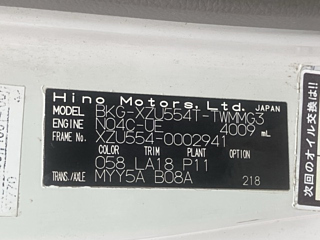 Hino Motors, Ltd. JAPAN
MODEL BKG-XZU554T-TWMMG3
ENGINE N04C-UE 4009 mL
FRAME No. XZU554-0002941
COLOR TRIM PLANT OPTION
058 LA18 P11
TRANS./AXLE MYY5A B08A 218
次回のオイル交換は